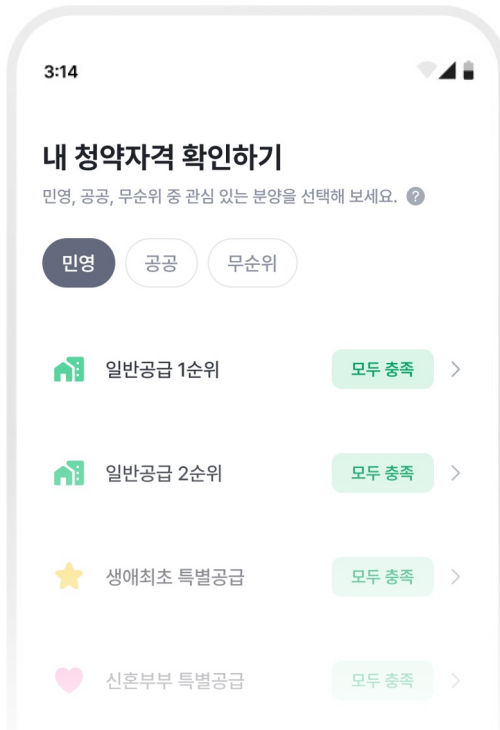 3:14
내 청약자격 확인하기
민영, 공공, 무순위 중 관심 있는 분양을 선택해 보세요. ?
민영 공공 무순위
일반공급 1순위 모두 충족
일반공급 2순위 모두 충족
생애최초 특별공급 모두 충족
신혼부부 특별공급 모두 충족